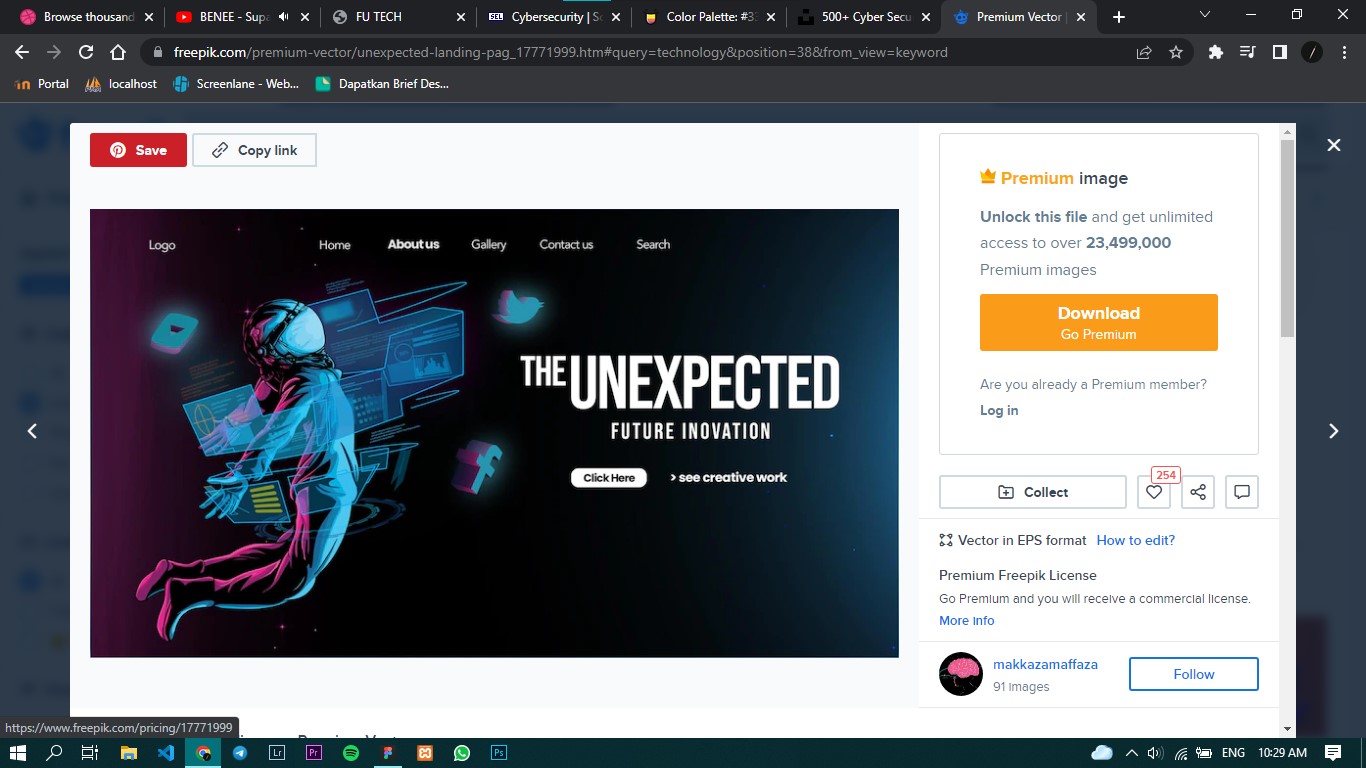 Browse thousand
BENEE - Supa
FU TECH
Cybersecurity | So
Color Palette: #33
500+ Cyber Secu
Premium Vector |
freepik.com/premium-vector/unexpected-landing-pag_17771999.htm#query=technology&position=38&from_view=keyword
Portal
localhost
Screenlane - Web...
Dapatkan Brief Des...
Save
Copy link
Logo
Home
About us
Gallery
Contact us
Search
THE UNEXPECTED
FUTURE INOVATION
Click Here
> see creative work
Premium image
Unlock this file and get unlimited
access to over 23,499,000
Premium images
Download
Go Premium
Are you already a Premium member?
Log in
Collect
254
Vector in EPS format How to edit?
Premium Freepik License
Go Premium and you will receive a commercial license.
More info
makkazamaffaza
91 images
Follow
https://www.freepik.com/pricing/17771999
Lr
Pr
Ps
ENG
10:29 AM